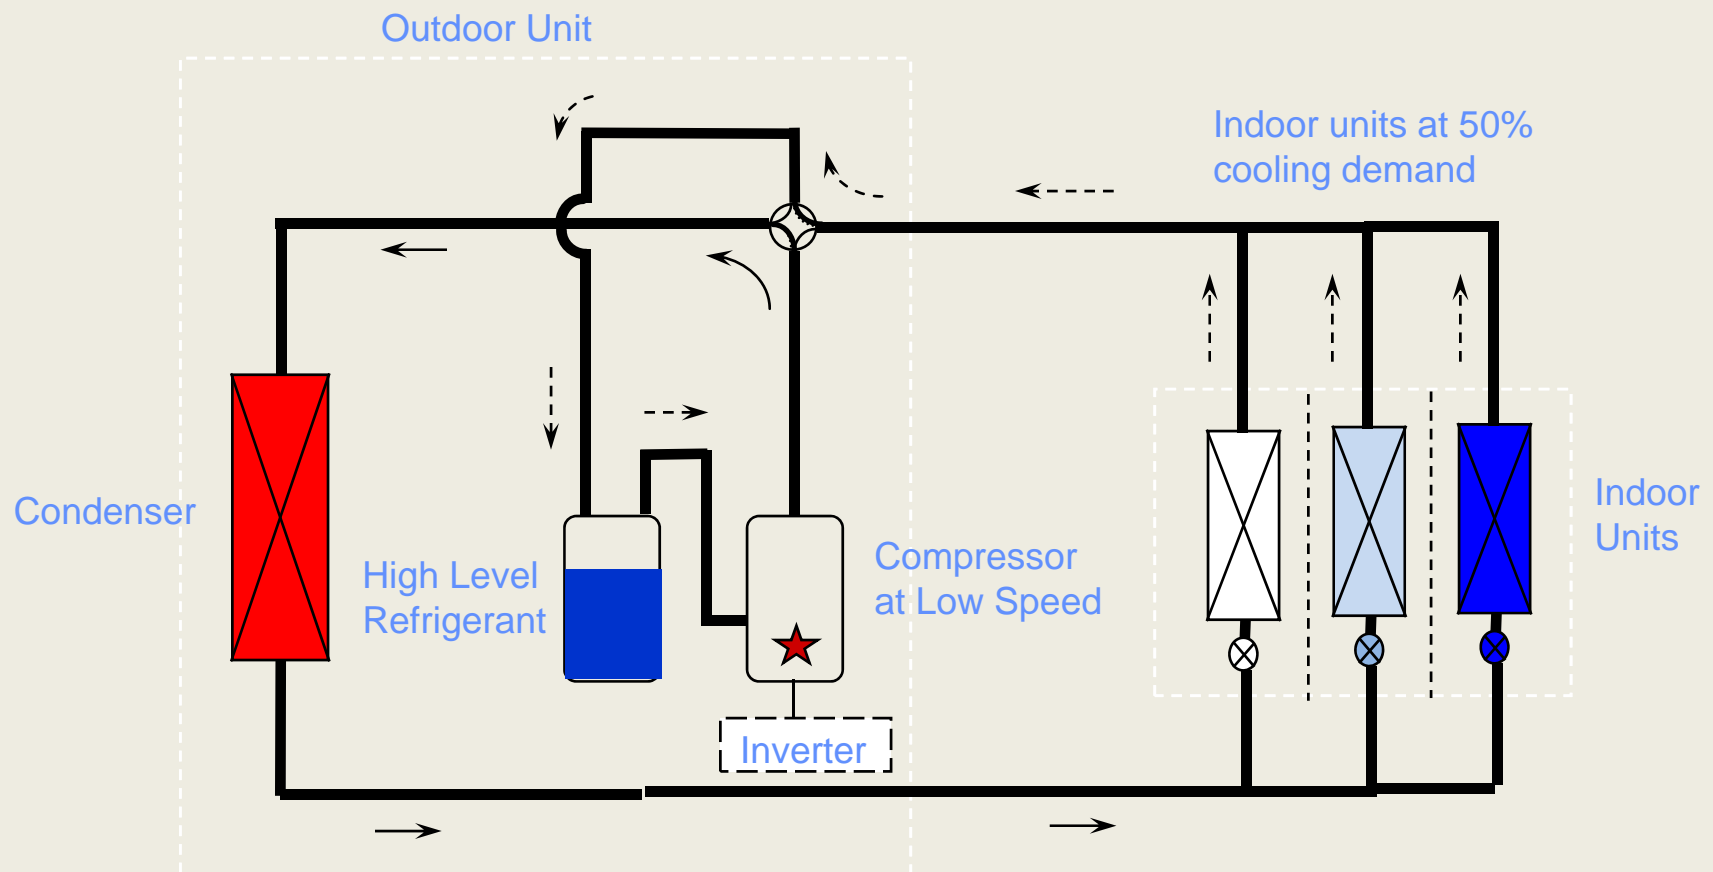 Outdoor Unit
Indoor units at 50%
cooling demand
Condenser
High Level
Refrigerant
Compressor
at Low Speed
Indoor
Units
Inverter